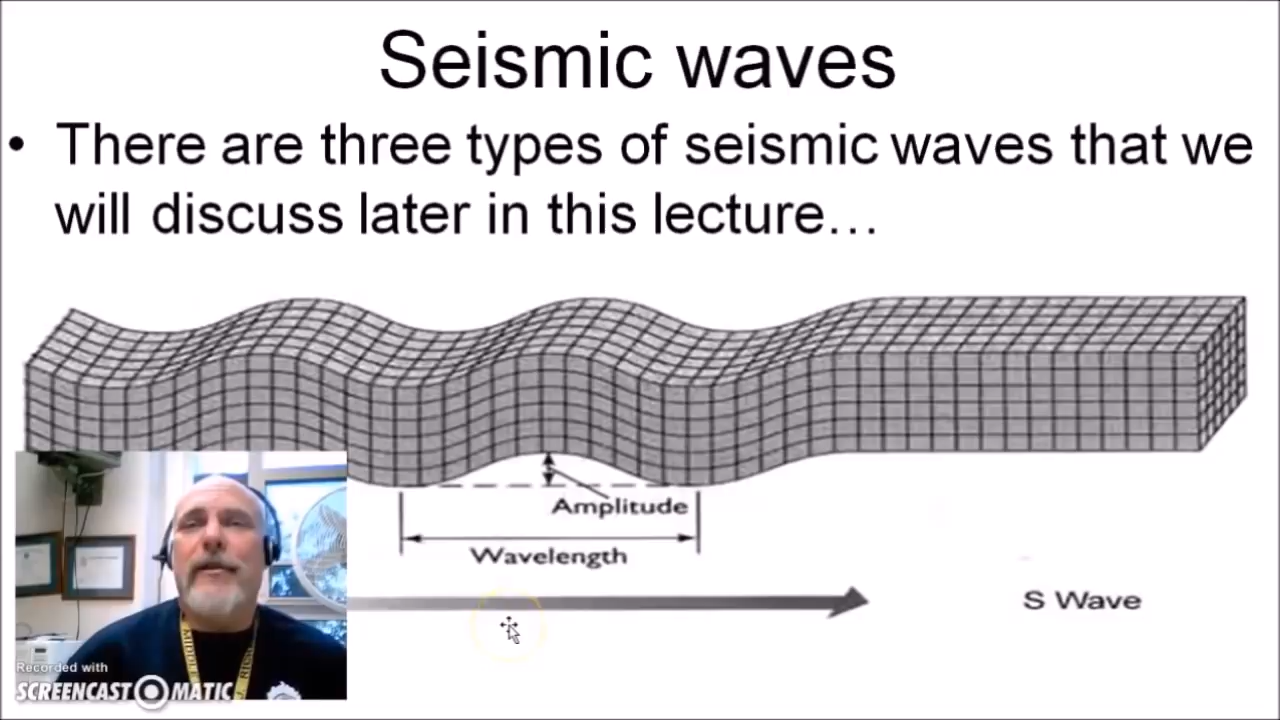 Seismic waves
• There are three types of seismic waves that we
will discuss later in this lecture…
Amplitude
Wavelength
S Wave
Recorded with
SCREENCAST MATIC